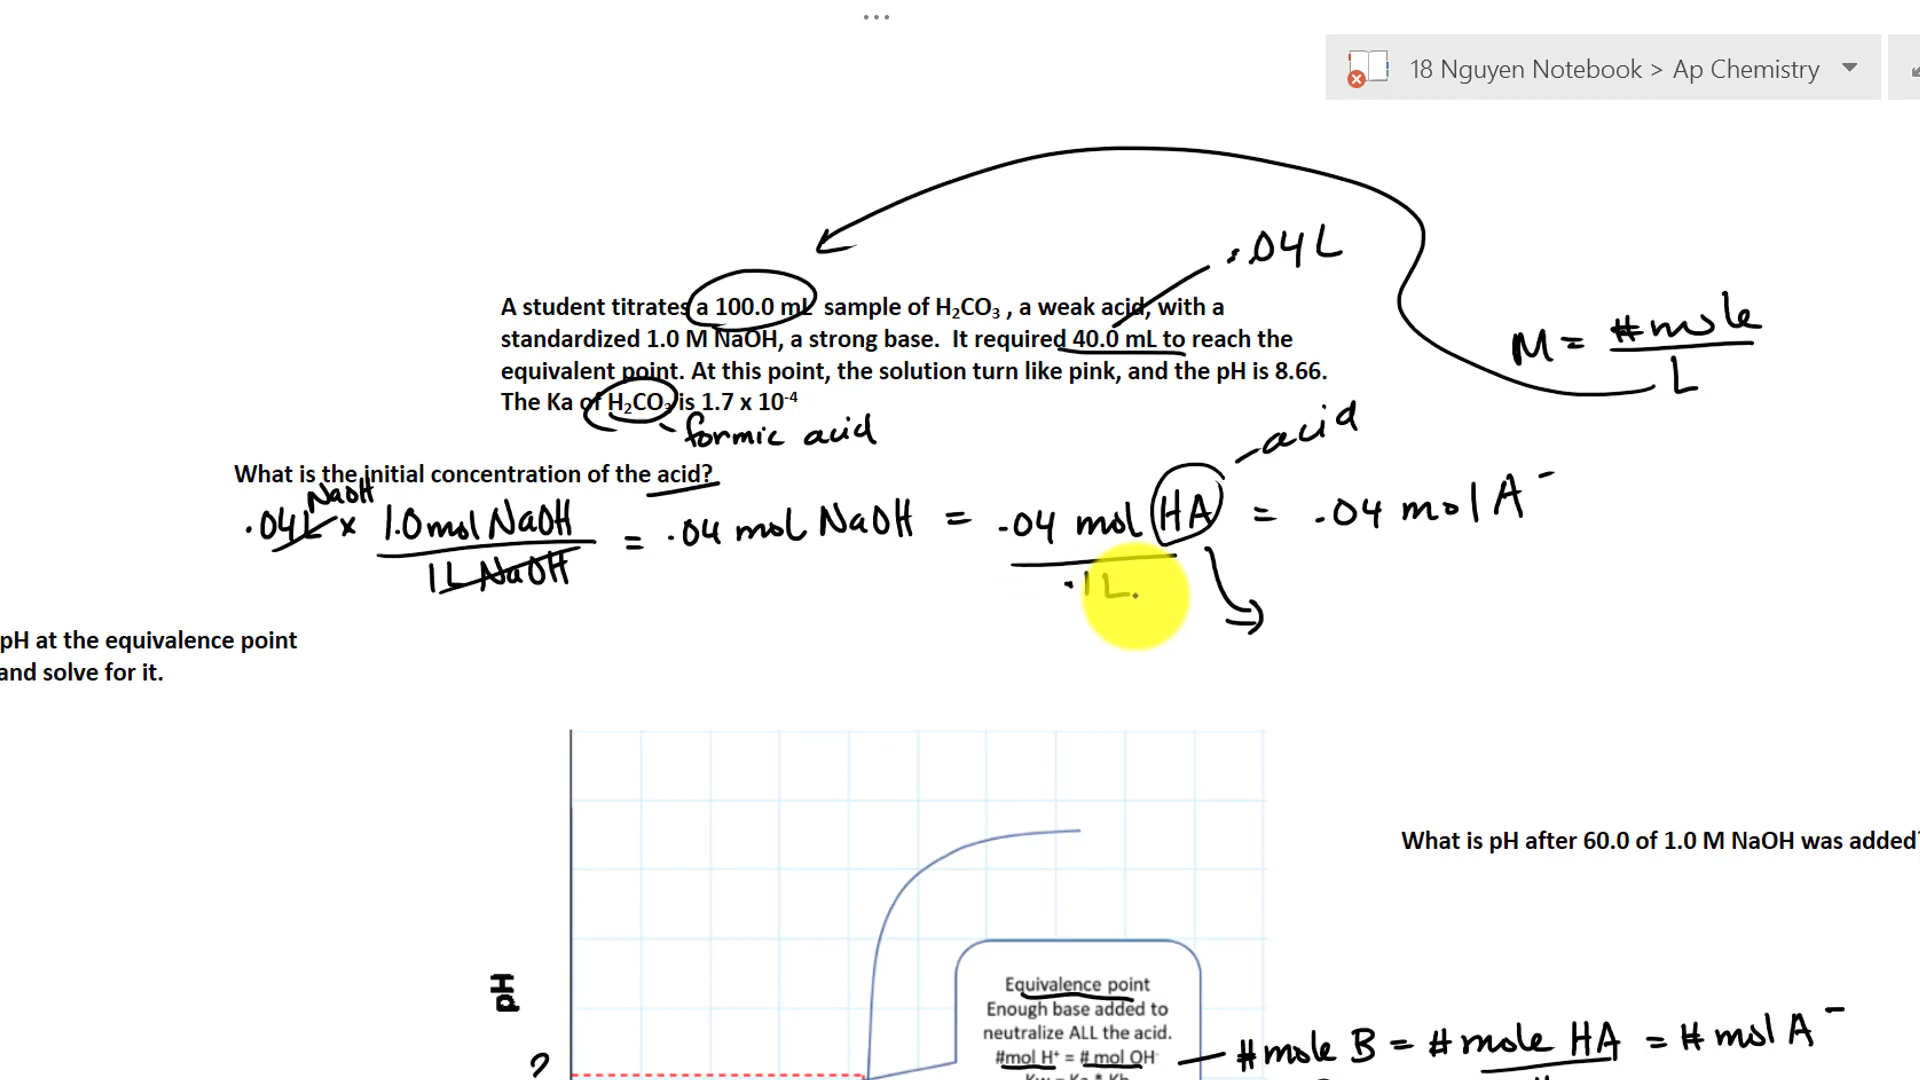 ...
18 Nguyen Notebook > Ap Chemistry
.04L
A student titrates a 100.0 mL sample of H₂CO₃ , a weak acid, with a
standardized 1.0 M NaOH, a strong base. It required 40.0 mL to reach the
equivalent point. At this point, the solution turn like pink, and the pH is 8.66.
The Ka of H₂CO₃ is 1.7 x 10⁻⁴
M = #mole / L
formic acid
acid
What is the initial concentration of the acid?
NaOH
.04L x 1.0mol NaOH / 1L NaOH = .04 mol NaOH = .04 mol HA / .1L = .04 mol A⁻
pH at the equivalence point
and solve for it.
What is pH after 60.0 of 1.0 M NaOH was added?
pH
Equivalence point
Enough base added to
neutralize ALL the acid.
#mol H⁺ = # mol OH⁻
#mole B = #mole HA = #mol A⁻
?